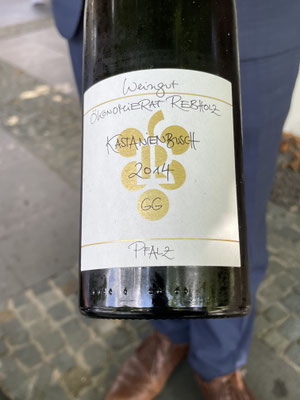 Weingut
ÖKONOMIERAT REBHOLZ
KASTANIENBUSCH
2014
GG
PFALZ